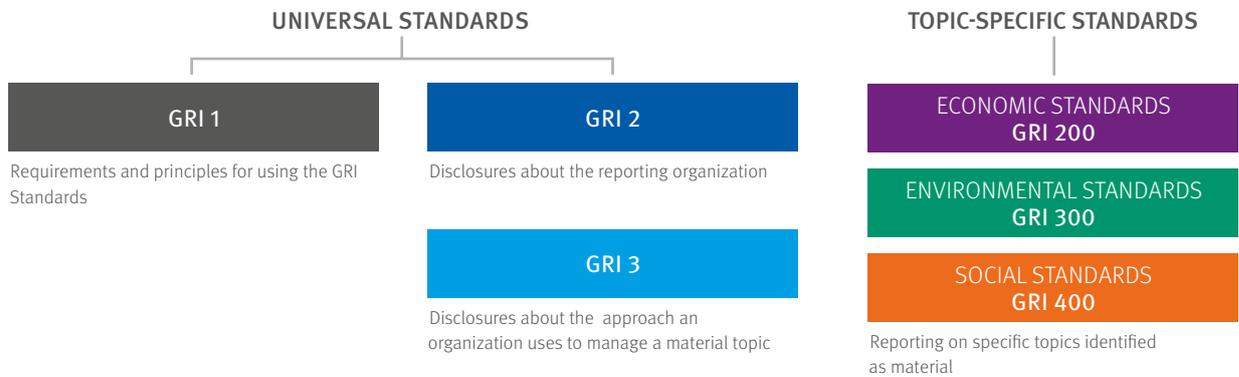 UNIVERSAL STANDARDS
GRI 1
Requirements and principles for using the GRI
Standards
GRI 2
Disclosures about the reporting organization
GRI 3
Disclosures about the approach an
organization uses to manage a material topic
TOPIC-SPECIFIC STANDARDS
ECONOMIC STANDARDS
GRI 200
ENVIRONMENTAL STANDARDS
GRI 300
SOCIAL STANDARDS
GRI 400
Reporting on specific topics identified
as material